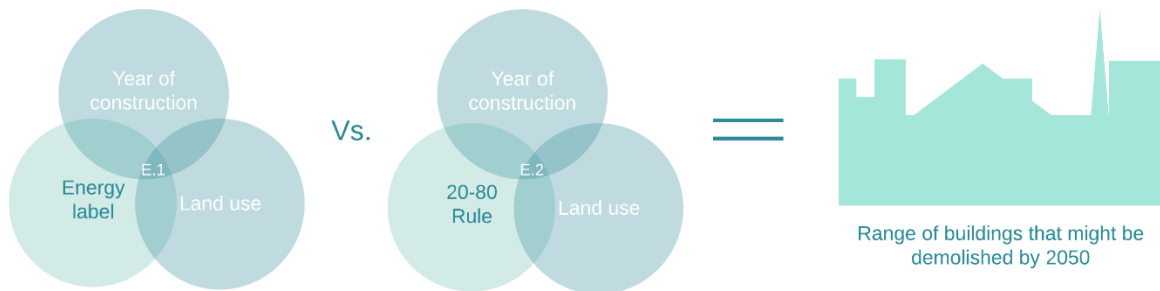 Year of
construction
Energy
label
E.1
Land use
Vs.
Year of
construction
20-80
Rule
E.2
Land use
Range of buildings that might be
demolished by 2050